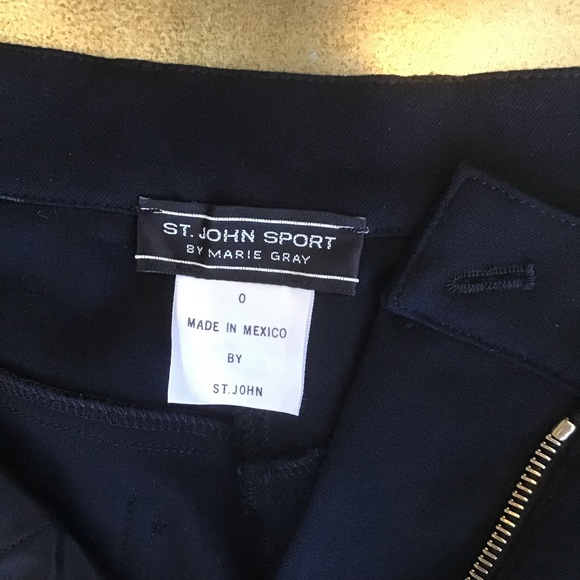 ST. JOHN SPORT
BY MARIE GRAY
0
MADE IN MEXICO
BY
ST. JOHN